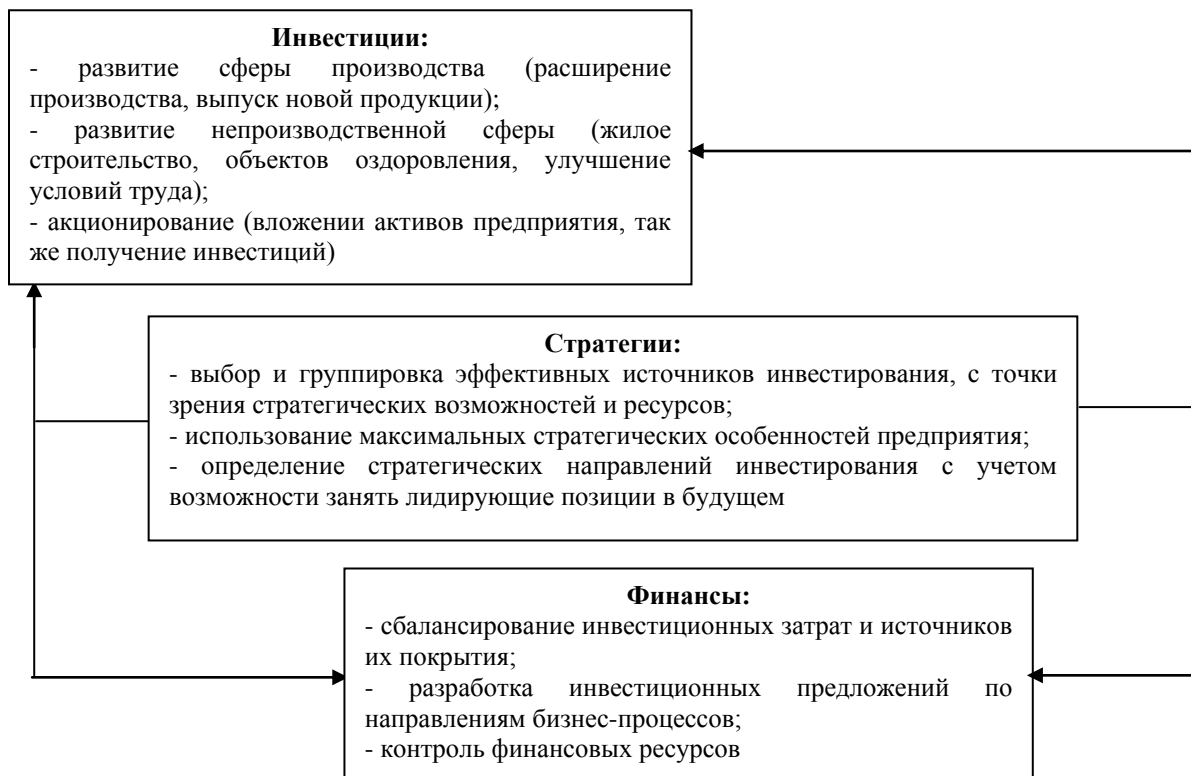 Инвестиции:
- развитие сферы производства (расширение
производства, выпуск новой продукции);
- развитие непроизводственной сферы (жилое
строительство, объектов оздоровления, улучшение
условий труда);
- акционирование (вложении активов предприятия, так
же получение инвестиций)
Стратегии:
- выбор и группировка эффективных источников инвестирования, с точки
зрения стратегических возможностей и ресурсов;
- использование максимальных стратегических особенностей предприятия;
- определение стратегических направлений инвестирования с учетом
возможности занять лидирующие позиции в будущем
Финансы:
- сбалансирование инвестиционных затрат и источников
их покрытия;
- разработка инвестиционных предложений по
направлениям бизнес-процессов;
- контроль финансовых ресурсов